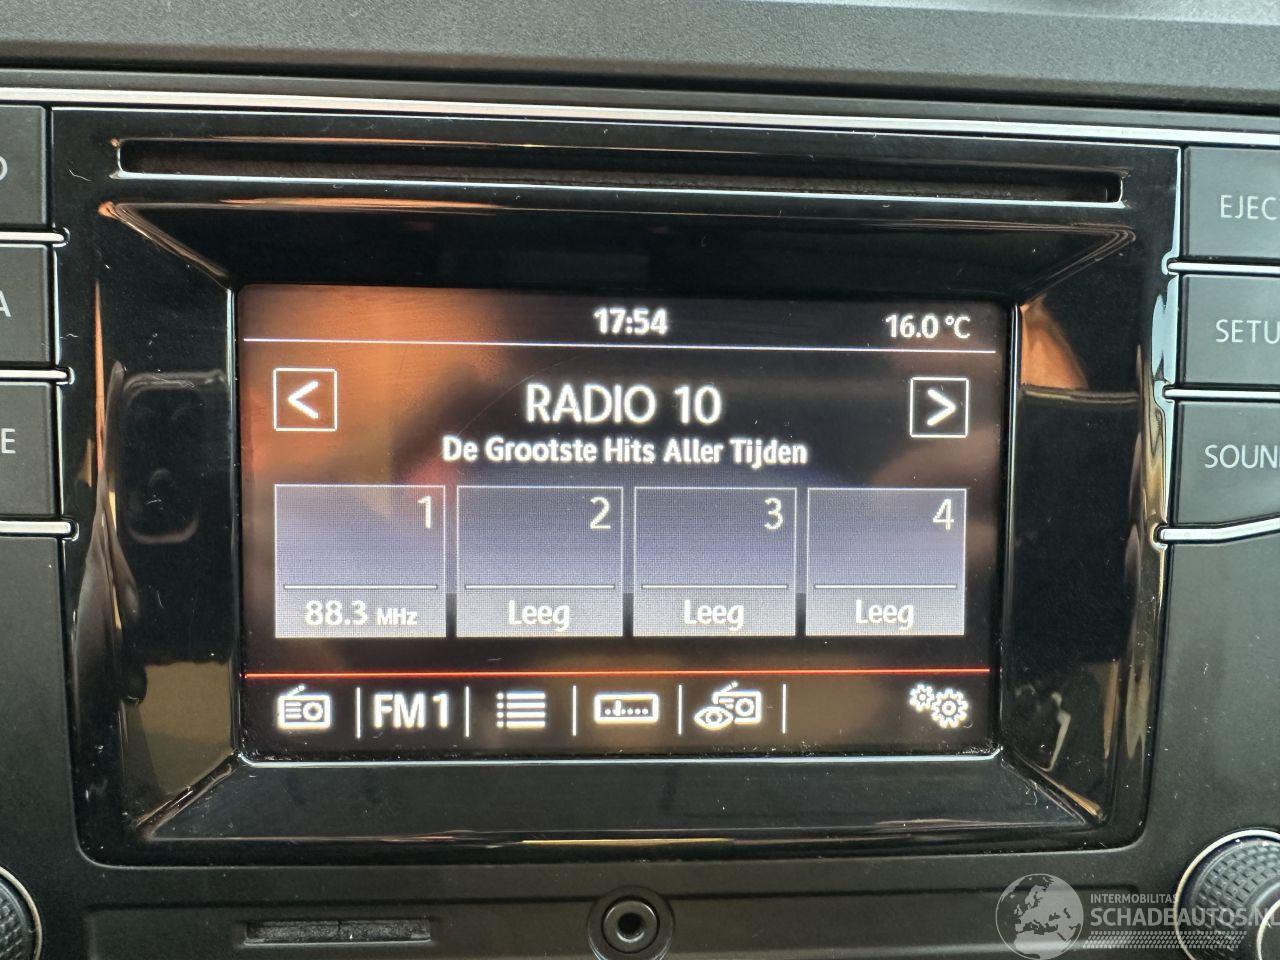 17:54
16.0 °C
<
RADIO 10
>
De Grootste Hits Aller Tijden
1
2
3
4
88.3 MHz
Leeg
Leeg
Leeg
FM1
EJEC
SETU
SOUN
A
E
INTERMOBILITAS
SCHADEAUTOS.N